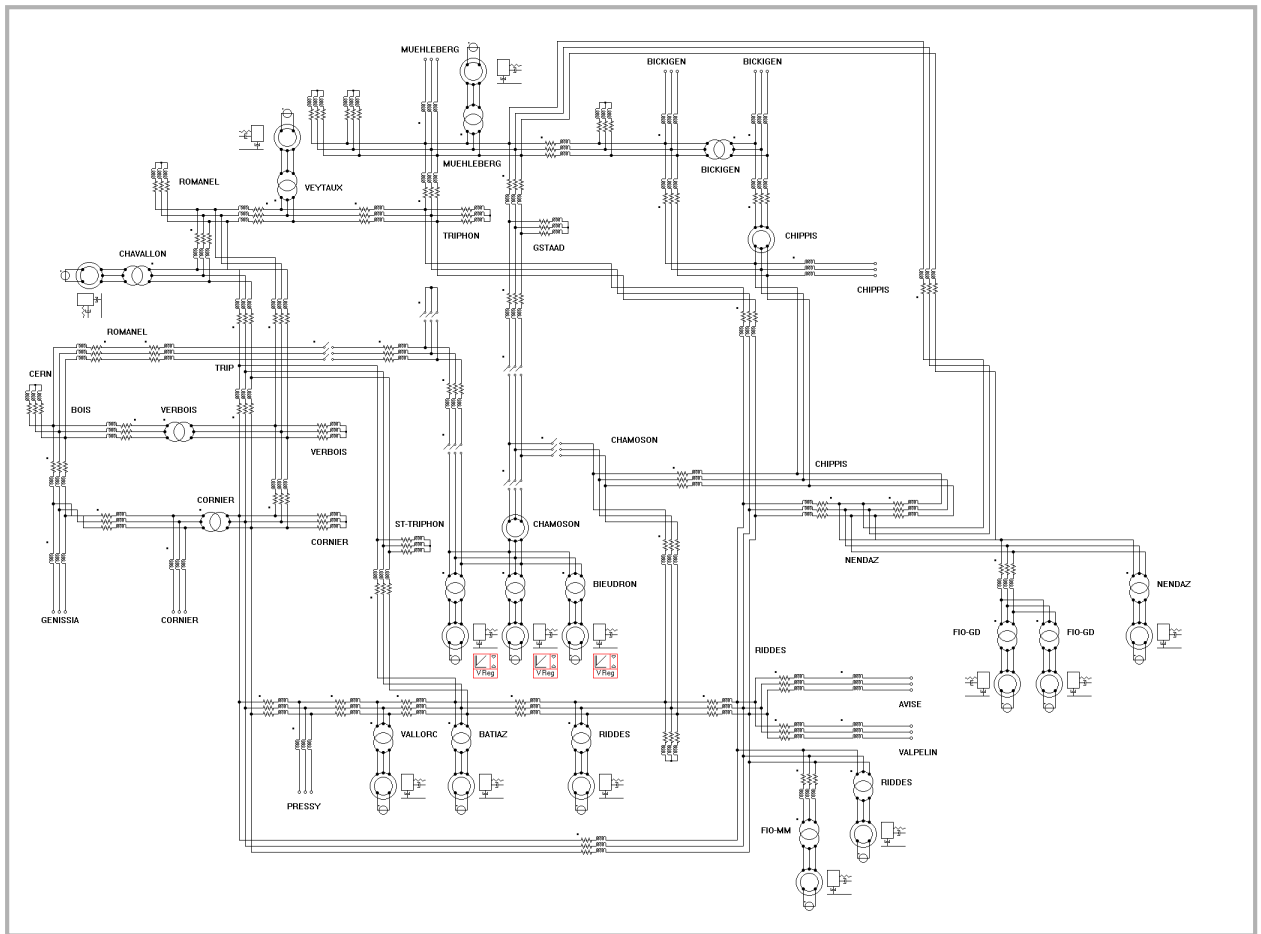 MUEHLEBERG
BICKIGEN
BICKIGEN
MUEHLEBERG
BICKIGEN
ROMANEL
VEYTAUX
TRIPHON
GSTAAD
CHIPPIS
CHAVALLON
CHIPPIS
ROMANEL
TRIP
CERN
BOIS
VERBOIS
VERBOIS
CHAMOSON
CHIPPIS
CORNIER
ST-TRIPHON
CHAMOSON
CORNIER
NENDAZ
BIEUDRON
NENDAZ
GENISSIA
CORNIER
FIO-GD
FIO-GD
RIDDES
V Reg
V Reg
V Reg
AVISE
VALLORC
BATIAZ
RIDDES
VALPELIN
RIDDES
PRESSY
FIO-MM